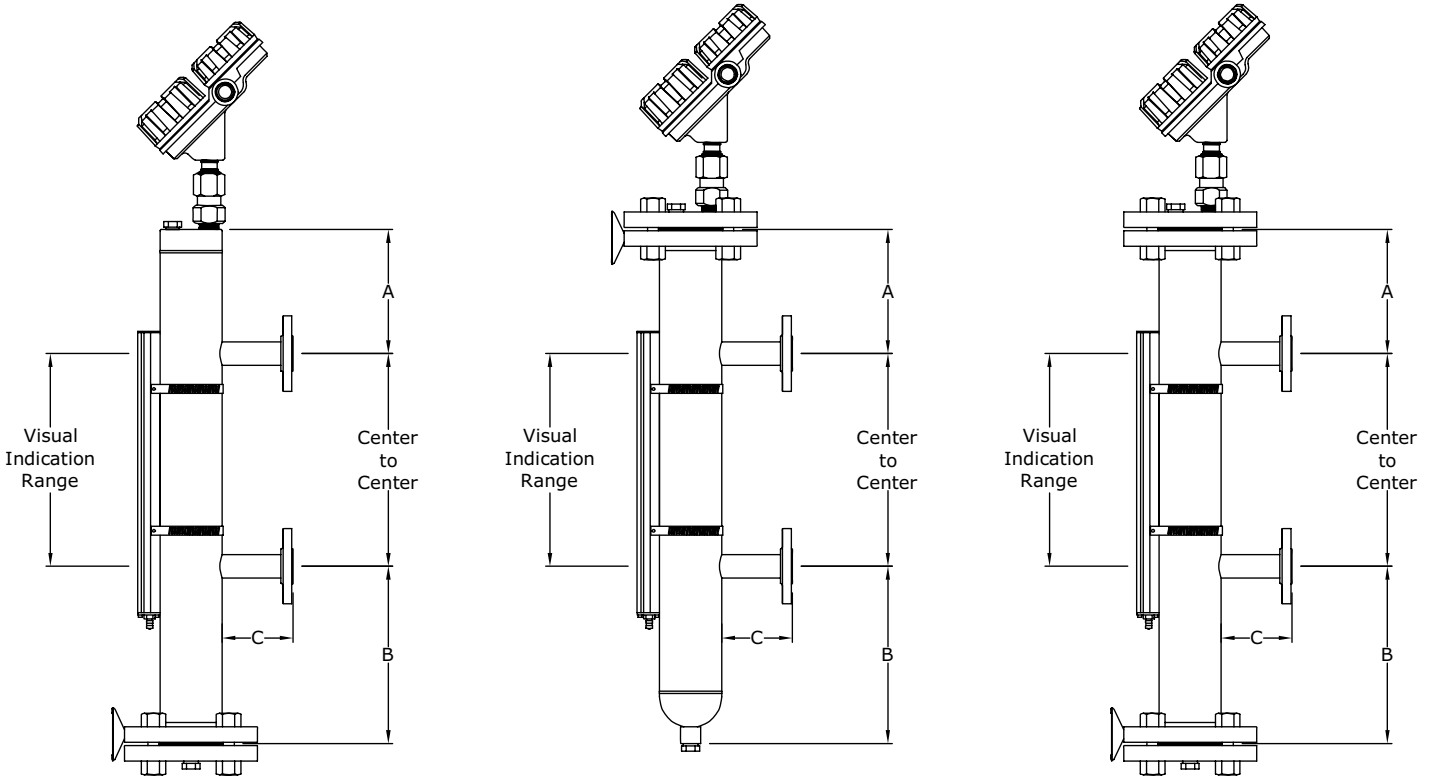 A
Visual
Indication
Range
Center
to
Center
C
B
A
Visual
Indication
Range
Center
to
Center
C
B
A
Visual
Indication
Range
Center
to
Center
C
B